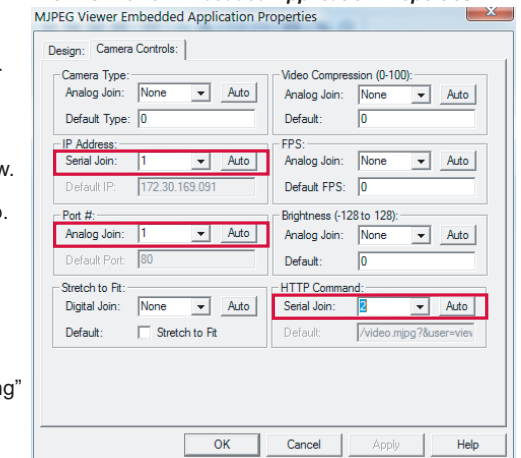 MJPEG Viewer Embedded Application Properties
Design: Camera Controls:
Camera Type:
Analog Join: None Auto
Default Type: 0
Video Compression (0-100):
Analog Join: None Auto
Default: 0
IP Address:
Serial Join: 1 Auto
Default IP: 172.30.169.091
FPS:
Analog Join: None Auto
Default FPS: 0
w.
o.
Port #:
Analog Join: 1 Auto
Default Port: 80
Brightness (-128 to 128):
Analog Join: None Auto
Default: 0
Stretch to Fit:
Digital Join: None Auto
Default: Stretch to Fit
HTTP Command:
Serial Join: 2 Auto
Default: /video.mjpg?&user=view
ng"
OK Cancel Apply Help